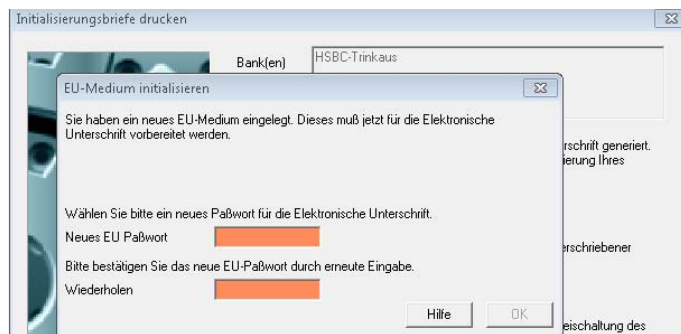 Initialisierungsbriefe drucken
Bank(en)
HSBC-Trinkaus
EU-Medium initialisieren
Sie haben ein neues EU-Medium eingelegt. Dieses muß jetzt für die Elektronische
Unterschrift vorbereitet werden.
rschrift generiert.
ierung Ihres
Wählen Sie bitte ein neues Paßwort für die Elektronische Unterschrift.
Neues EU Paßwort
erschriebener
Bitte bestätigen Sie das neue EU-Paßwort durch erneute Eingabe.
Wiederholen
Hilfe
OK
eischaltung des